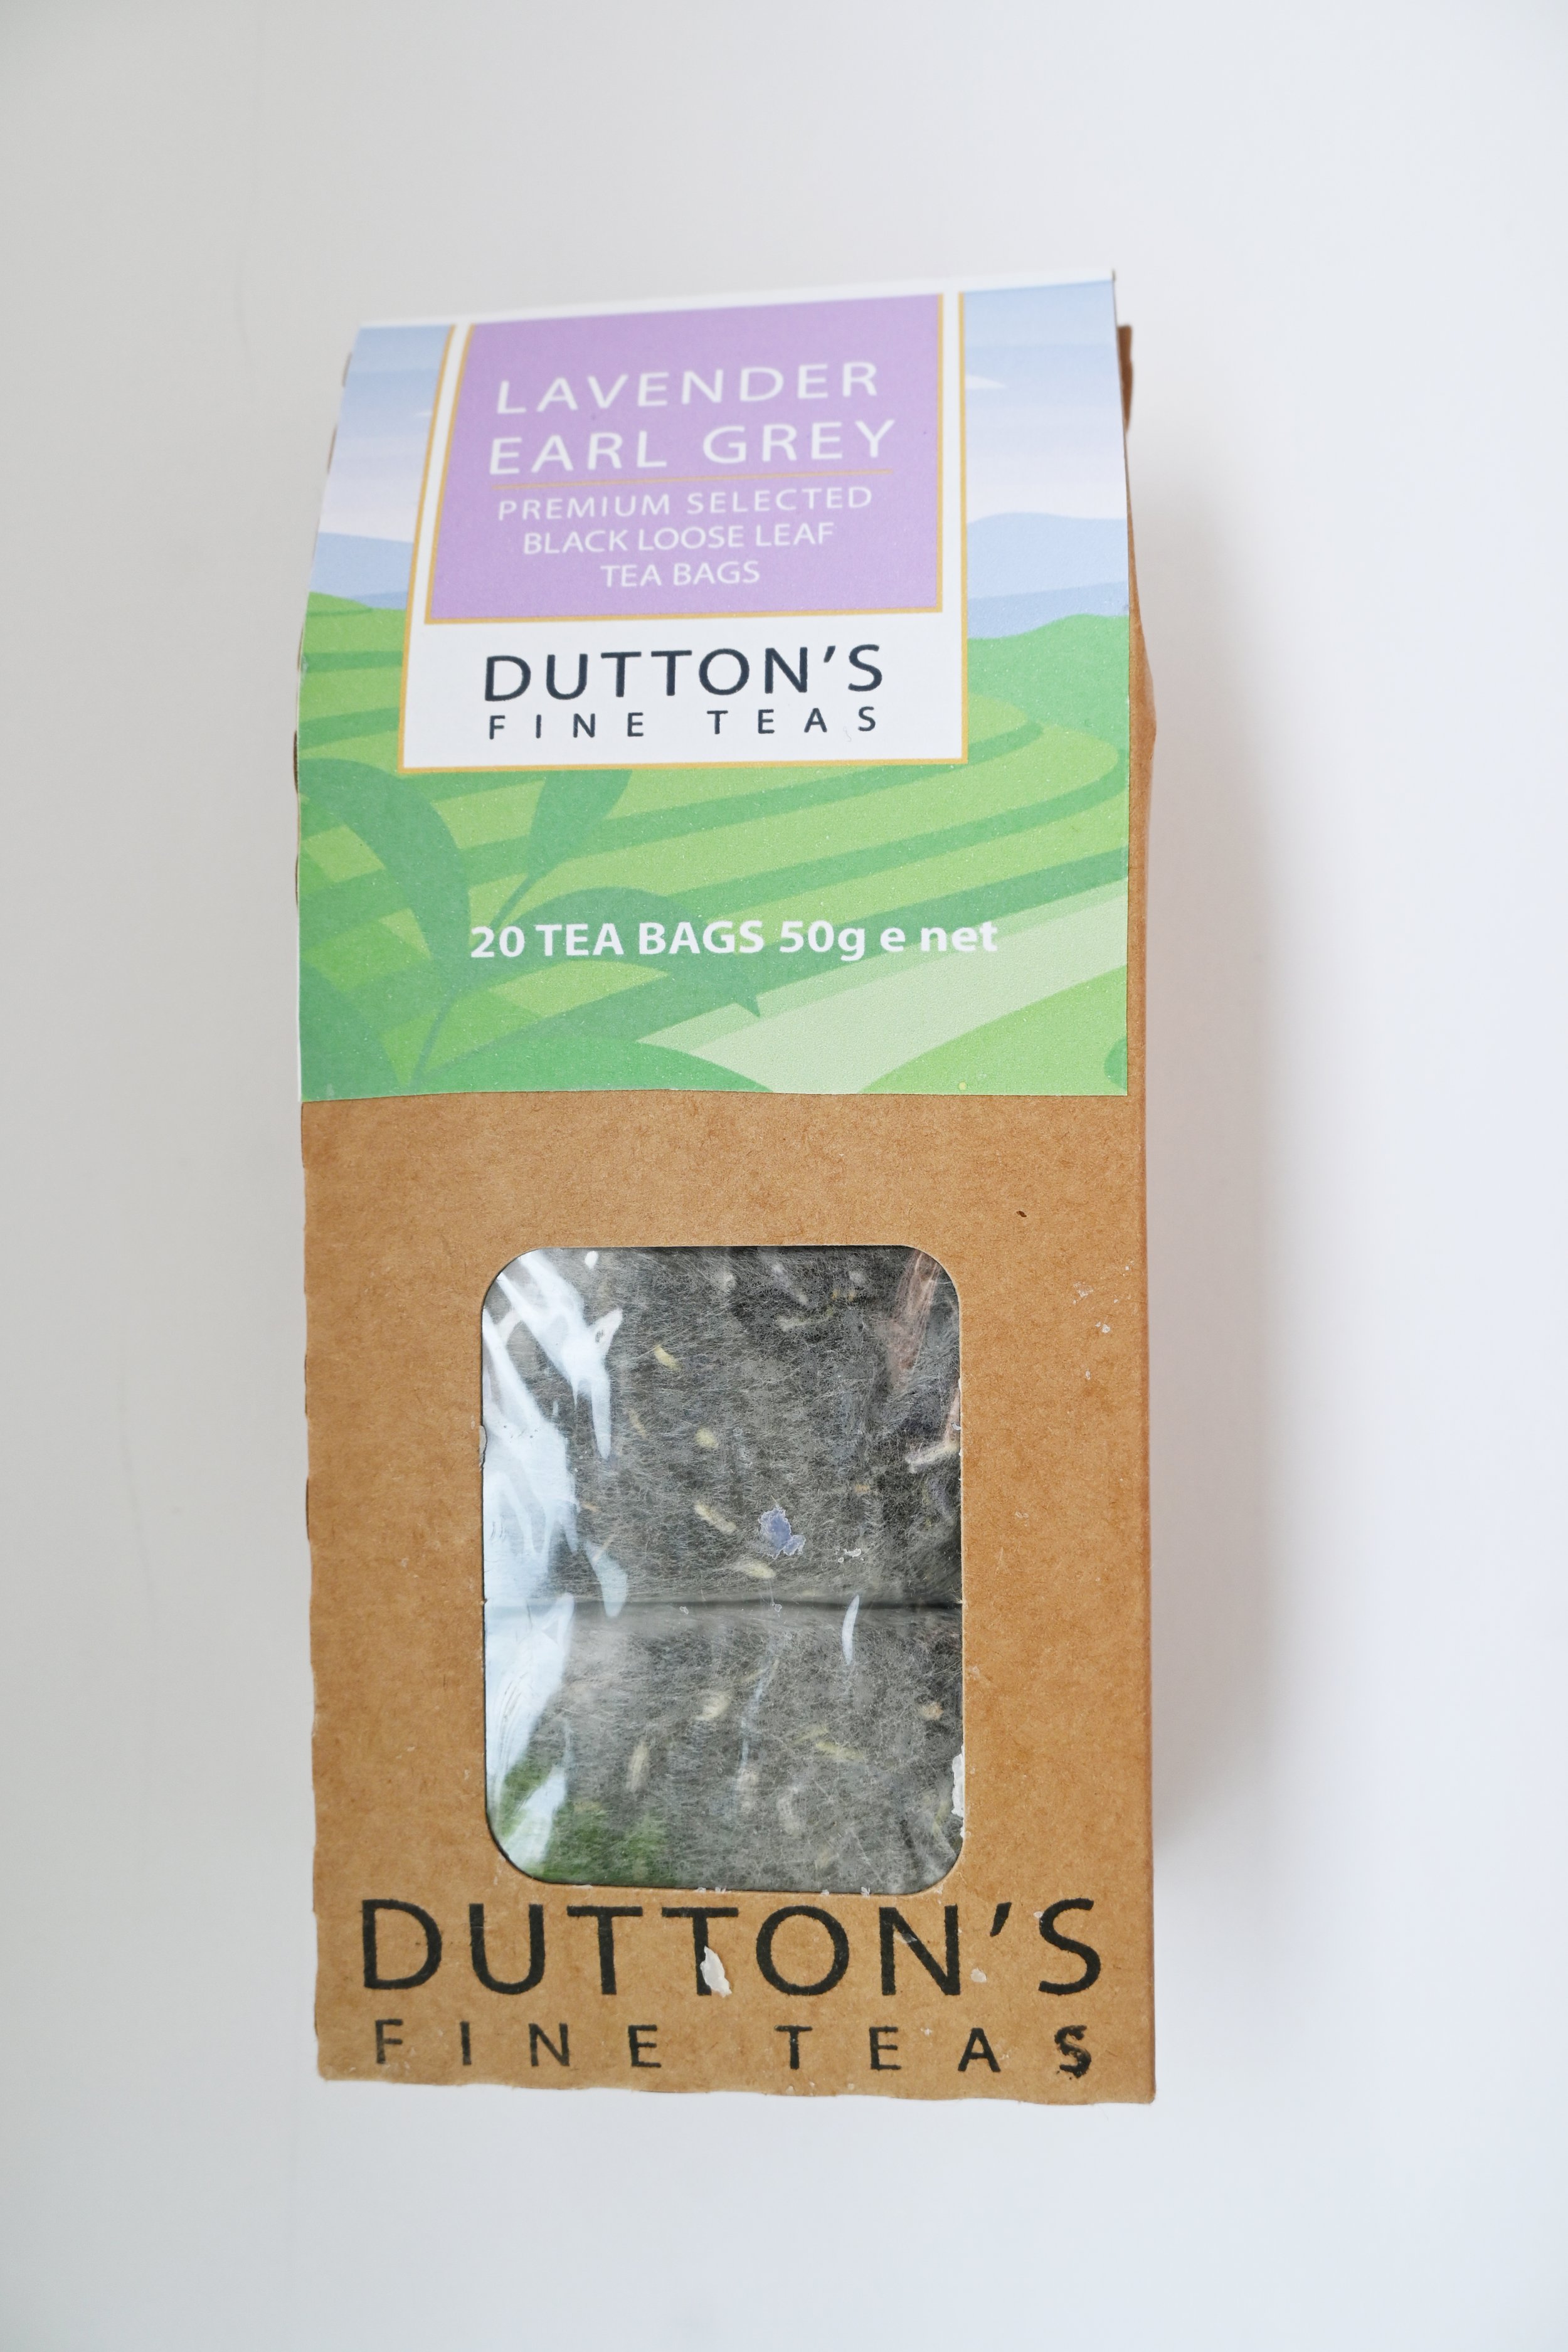 LAVENDER
EARL GREY
PREMIUM SELECTED
BLACK LOOSE LEAF
TEA BAGS
DUTTON'S
FINE TEAS
20 TEA BAGS 50g e net
DUTTON'S
FINE TEAS